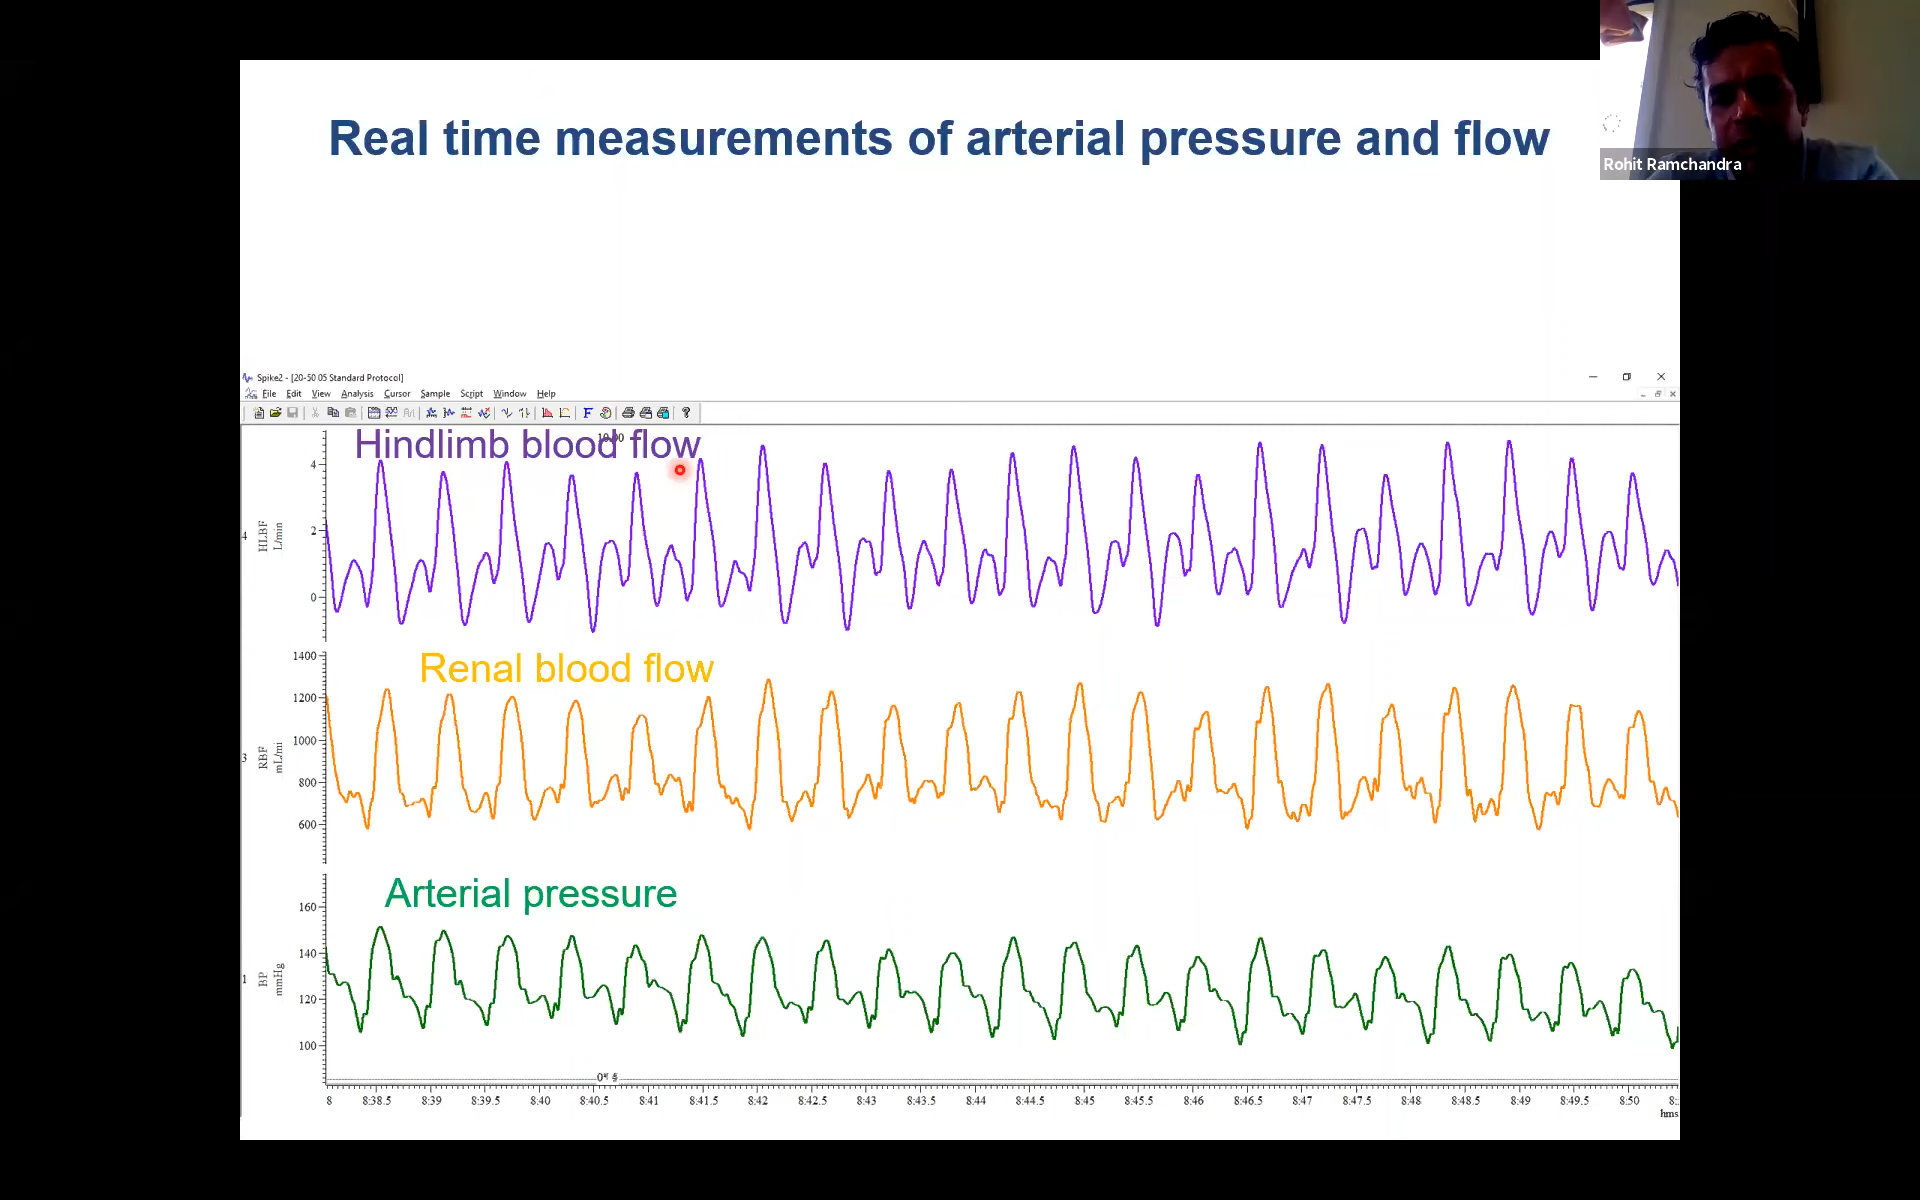 Real time measurements of arterial pressure and flow
Rohit Ramchandra
Spike2 - [20-50 05 Standard Protocol]
File Edit View Analysis Cursor Sample Script Window Help
Hindlimb blood flow
4
2
0
4
HLBF
L/min
Renal blood flow
1400
1200
1000
800
600
3
RBF
mL/mi
Arterial pressure
160
140
120
100
1
BP
mmHg
8 8:38.5 8:39 8:39.5 8:40 8:40.5 8:41 8:41.5 8:42 8:42.5 8:43 8:43.5 8:44 8:44.5 8:45 8:45.5 8:46 8:46.5 8:47 8:47.5 8:48 8:48.5 8:49 8:49.5 8:50 8:
hms